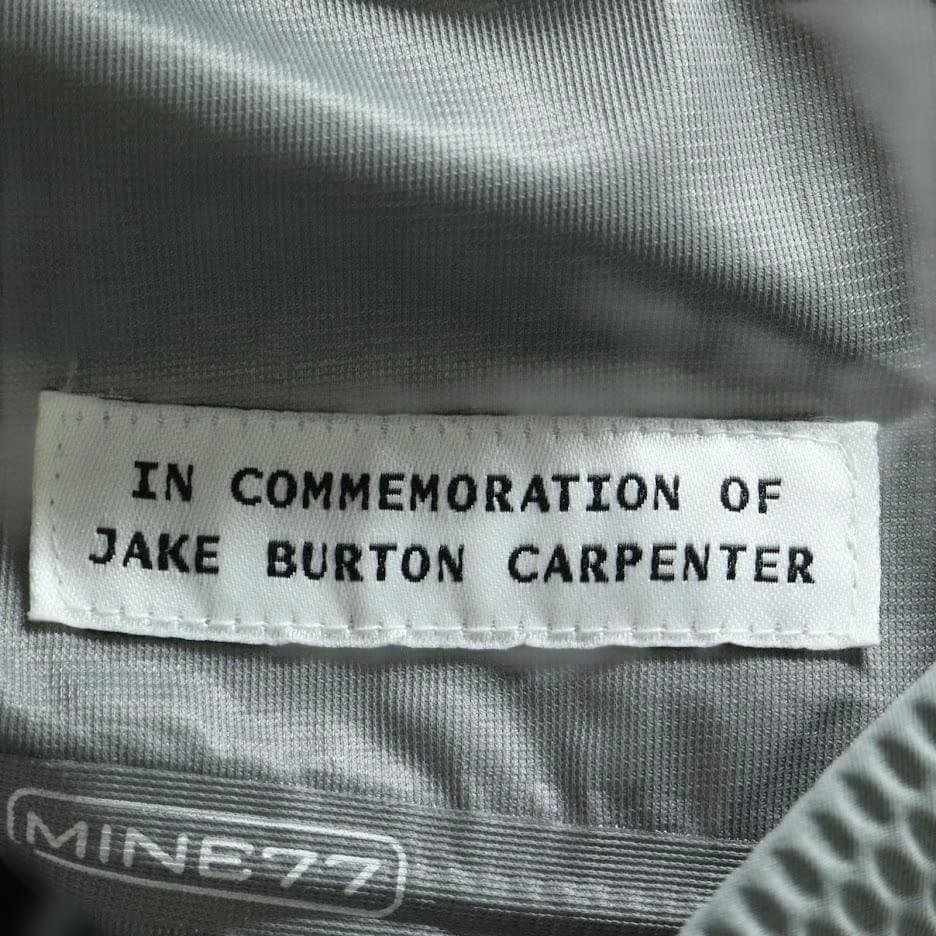 IN COMMEMORATION OF
JAKE BURTON CARPENTER
MINE77